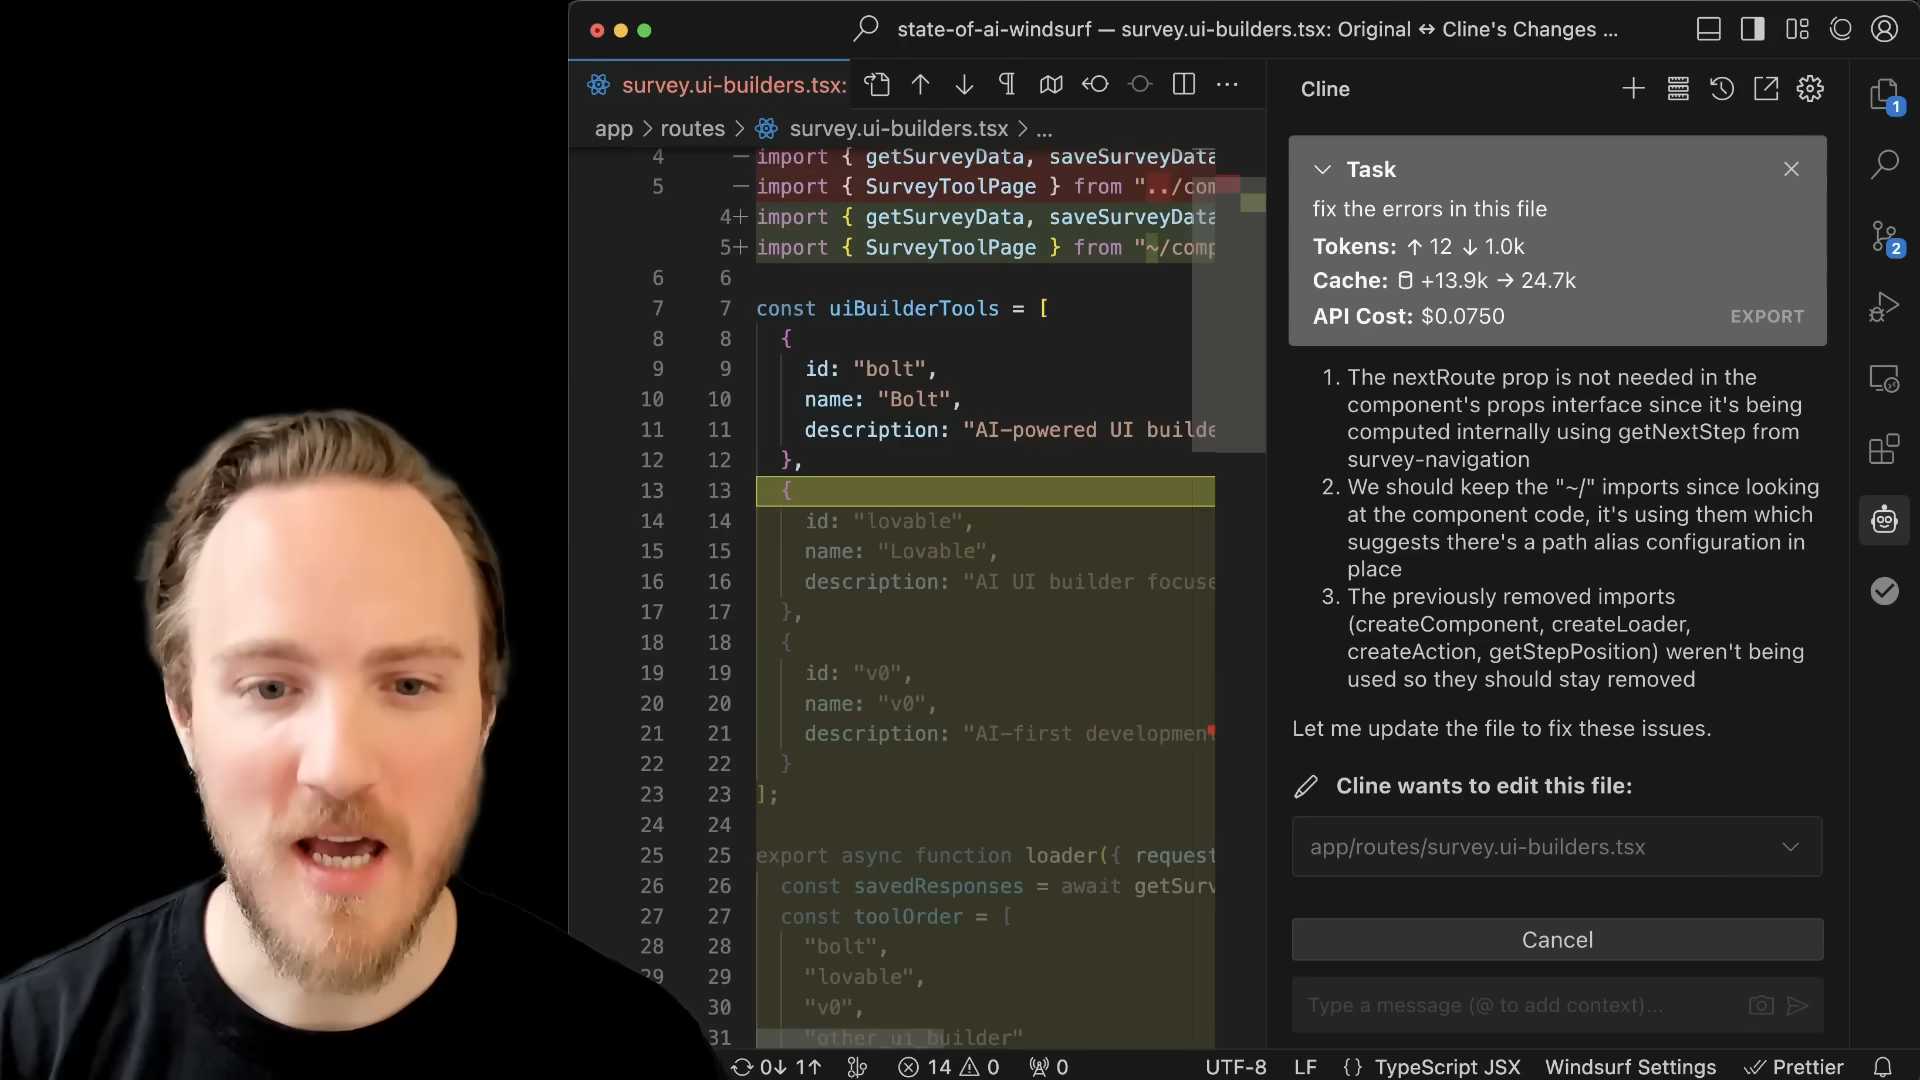 state-of-ai-windsurf — survey.ui-builders.tsx: Original ↔ Cline's Changes ...
survey.ui-builders.tsx:
app > routes > survey.ui-builders.tsx > ...
4 — import { getSurveyData, saveSurveyData
5 — import { SurveyToolPage } from "../com
4+ import { getSurveyData, saveSurveyData
5+ import { SurveyToolPage } from "~/comp
6 6
7 7 const uiBuilderTools = [
8 8 {
9 9 id: "bolt",
10 10 name: "Bolt",
11 11 description: "AI-powered UI builde
12 12 },
13 13 {
14 14 id: "lovable",
15 15 name: "Lovable",
16 16 description: "AI UI builder focuse
17 17 },
18 18 {
19 19 id: "v0",
20 20 name: "v0",
21 21 description: "AI-first development
22 22 }
23 23 ];
24 24
25 25 export async function loader({ request
26 26 const savedResponses = await getSurv
27 27 const toolOrder = [
28 28 "bolt",
29 29 "lovable",
30 "v0",
31 "other_ui_builder"
Cline
Task
fix the errors in this file
Tokens: ↑ 12 ↓ 1.0k
Cache: +13.9k → 24.7k
API Cost: $0.0750
EXPORT
1. The nextRoute prop is not needed in the
component's props interface since it's being
computed internally using getNextStep from
survey-navigation
2. We should keep the "~/" imports since looking
at the component code, it's using them which
suggests there's a path alias configuration in
place
3. The previously removed imports
(createComponent, createLoader,
createAction, getStepPosition) weren't being
used so they should stay removed
Let me update the file to fix these issues.
Cline wants to edit this file:
app/routes/survey.ui-builders.tsx
Cancel
Type a message (@ to add context)...
1
2
0↓ 1↑ 14 0 0 UTF-8 LF {} TypeScript JSX Windsurf Settings Prettier